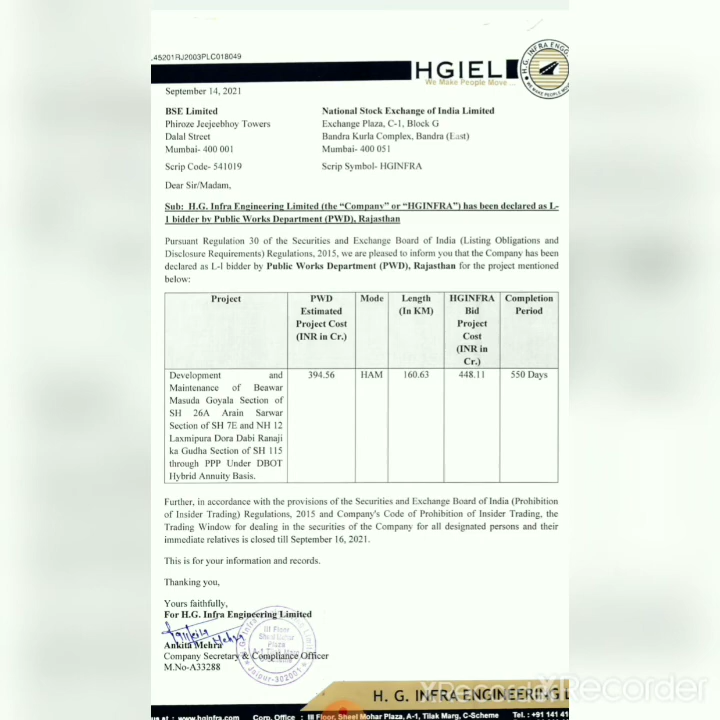 .45201RJ2003PLC018049
HGIEL
We Make People Move...
September 14, 2021
BSE Limited
Phiroze Jeejeebhoy Towers
Dalal Street
Mumbai- 400 001
Scrip Code- 541019
National Stock Exchange of India Limited
Exchange Plaza, C-1, Block G
Bandra Kurla Complex, Bandra (East)
Mumbai- 400 051
Scrip Symbol- HGINFRA
Dear Sir/Madam,
Sub: H.G. Infra Engineering Limited (the “Company” or “HGINFRA”) has been declared as L-
1 bidder by Public Works Department (PWD), Rajasthan
Pursuant Regulation 30 of the Securities and Exchange Board of India (Listing Obligations and
Disclosure Requirements) Regulations, 2015, we are pleased to inform you that the Company has been
declared as L-1 bidder by Public Works Department (PWD), Rajasthan for the project mentioned
below:
Project
PWD
Estimated
Project Cost
(INR in Cr.)
Mode
Length
(In KM)
HGINFRA
Bid
Project
Cost
(INR in
Cr.)
Completion
Period
Development and
Maintenance of Beawar
Masuda Goyala Section of
SH 26A Arain Sarwar
Section of SH 7E and NH 12
Laxmipura Dora Dabi Ranaji
ka Gudha Section of SH 115
through PPP Under DBOT
Hybrid Annuity Basis.
394.56
HAM
160.63
448.11
550 Days
Further, in accordance with the provisions of the Securities and Exchange Board of India (Prohibition
of Insider Trading) Regulations, 2015 and Company's Code of Prohibition of Insider Trading, the
Trading Window for dealing in the securities of the Company for all designated persons and their
immediate relatives is closed till September 16, 2021.
This is for your information and records.
Thanking you,
Yours faithfully,
For H.G. Infra Engineering Limited
III Floor
Sheel Mohar
Plaza
Jaipur-302001
Ankita Mehra
Company Secretary & Compliance Officer
M.No-A33288
Recorder
H. G. INFRA ENGINEERING L
us at : www.hginfra.com Corp. Office : III Floor, Sheel Mohar Plaza, A-1, Tilak Marg, C-Scheme Tel. : +91 141 41